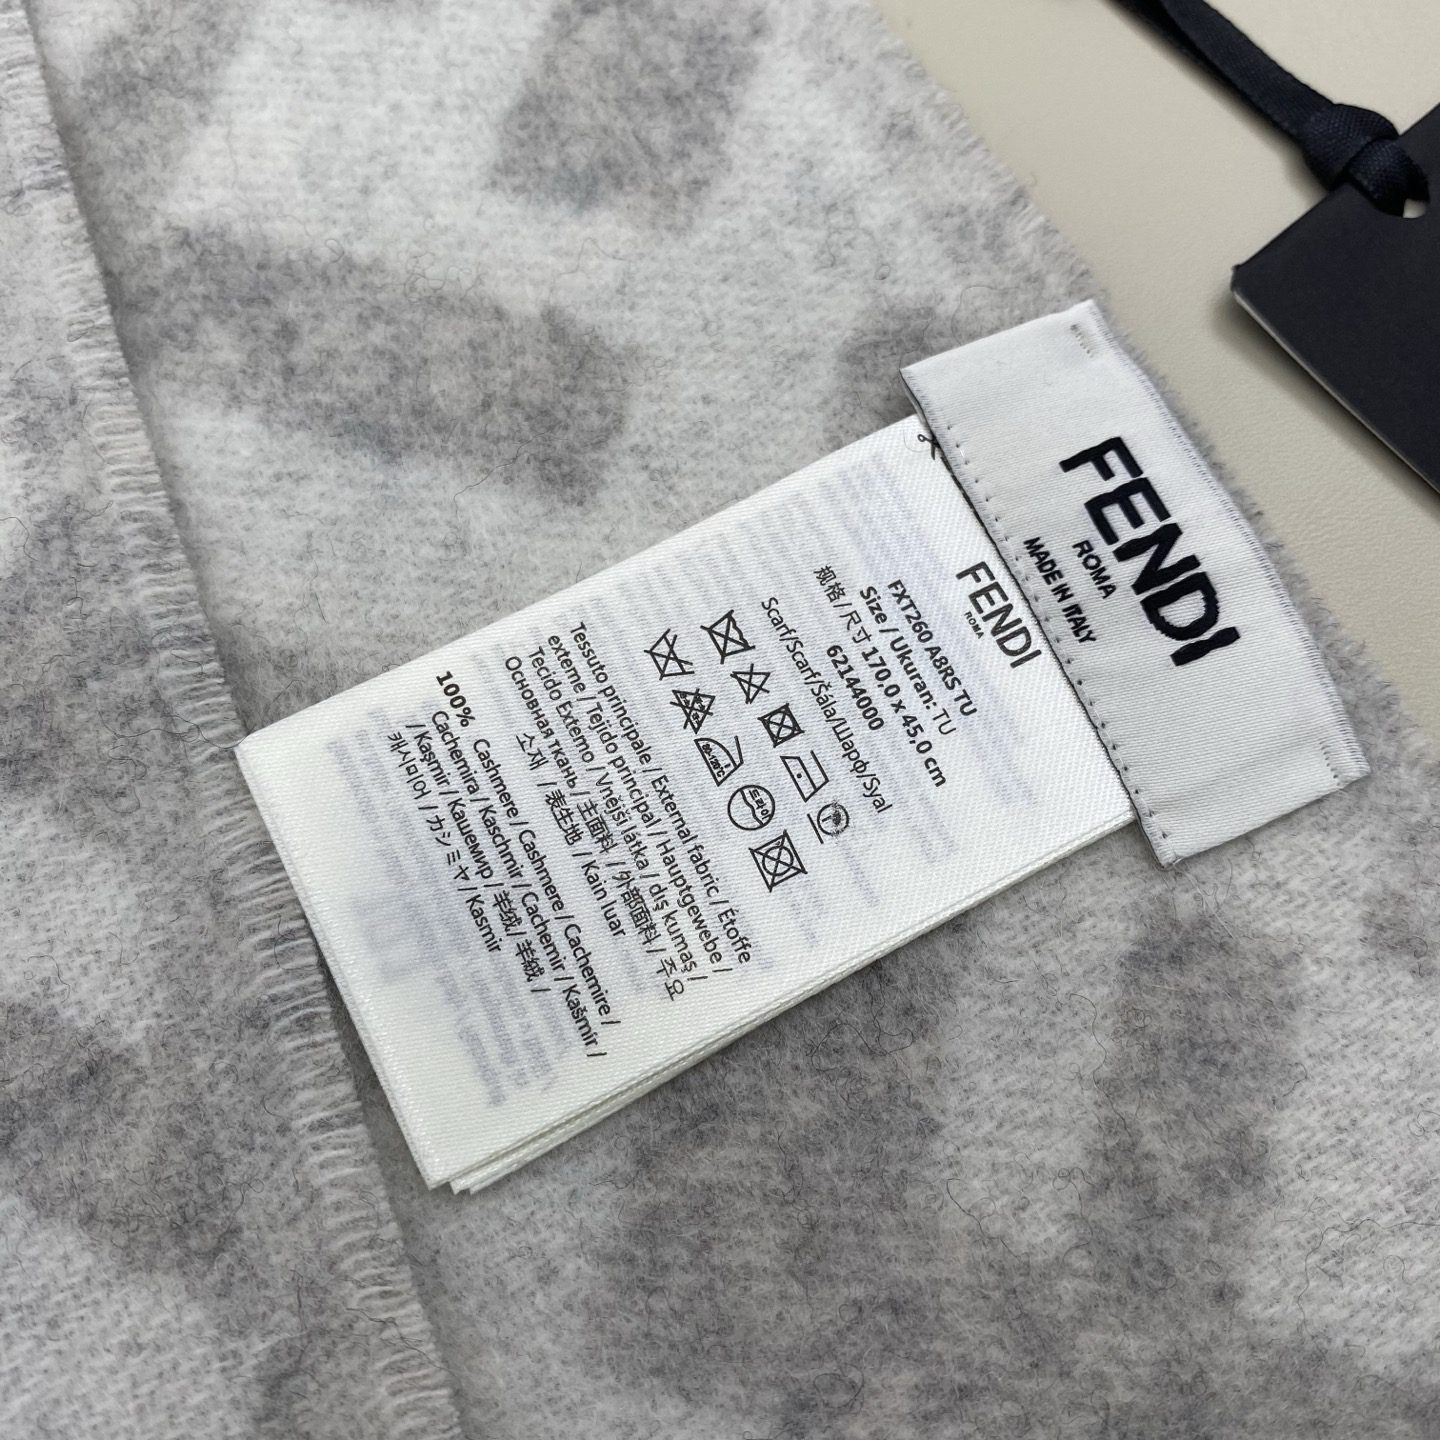 FENDI
ROMA
MADE IN ITALY
FENDI
ROMA
FXT260 A8RS TU
Size / Ukuran: TU
规格 / 尺寸 170,0 x 45,0 cm
62144000
Scarf/Scarf/Šála/Шарф/Syal
드라이
Tessuto principale / External fabric / Étoffe
externe / Tejido principal / Hauptgewebe /
Tecido Externo / Vnější látka / dış kumaş /
Основная ткань / 主面料 / 外部面料 / 주요
소재 / 表生地 / Kain luar
100% Cashmere / Cashmere / Cachemire /
Cachemira / Kaschmir / Cachemir / Kašmír /
/ Kaşmir / Кашемир / 羊绒 / 羊絨 /
캐시미어 / カシミヤ / Kasmir